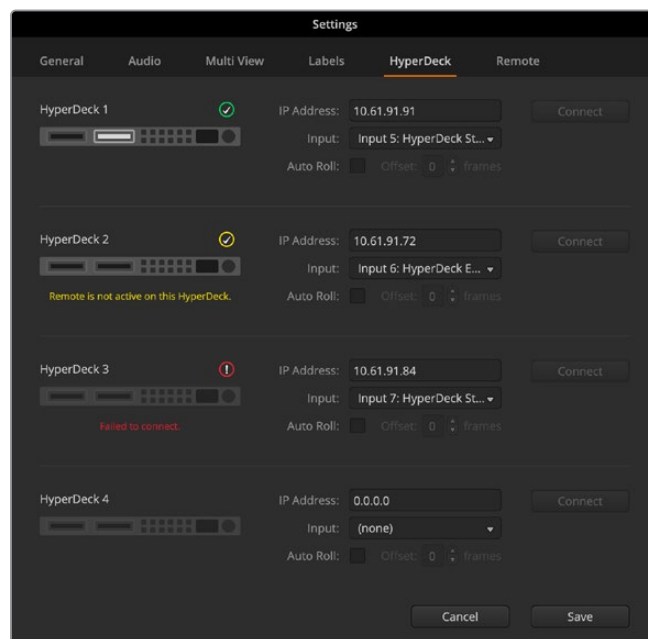 Settings
General Audio Multi View Labels HyperDeck Remote
HyperDeck 1
IP Address: 10.61.91.91 Connect
Input: Input 5: HyperDeck St...
Auto Roll: Offset: 0 frames
HyperDeck 2
IP Address: 10.61.91.72 Connect
Input: Input 6: HyperDeck E...
Remote is not active on this HyperDeck.
Auto Roll: Offset: 0 frames
HyperDeck 3
IP Address: 10.61.91.84 Connect
Input: Input 7: HyperDeck St...
Failed to connect.
Auto Roll: Offset: 0 frames
HyperDeck 4
IP Address: 0.0.0.0 Connect
Input: (none)
Auto Roll: Offset: 0 frames
Cancel Save